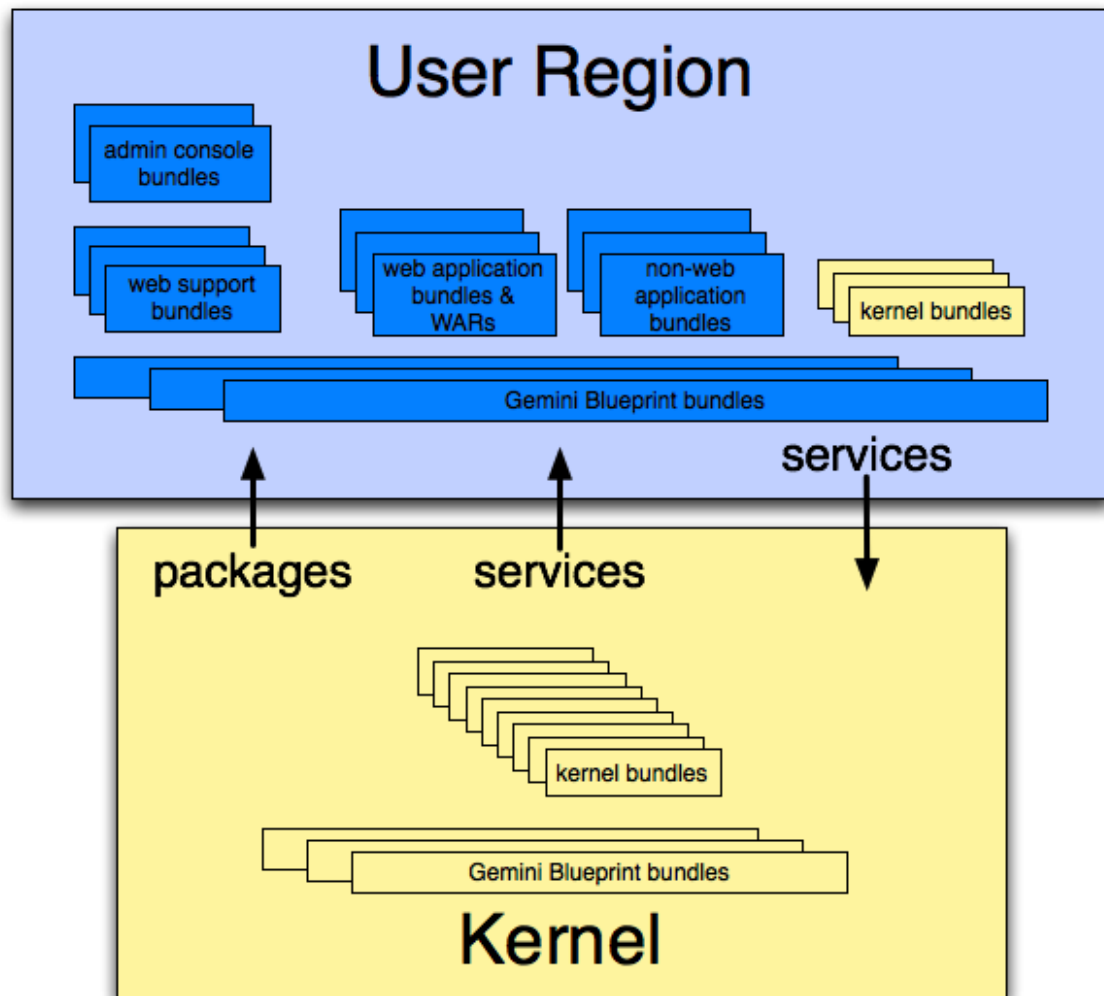 User Region
admin console
bundles
web support
bundles
web application
bundles &
WARs
non-web
application
bundles
kernel bundles
Gemini Blueprint bundles
services
packages
services
kernel bundles
Gemini Blueprint bundles
Kernel